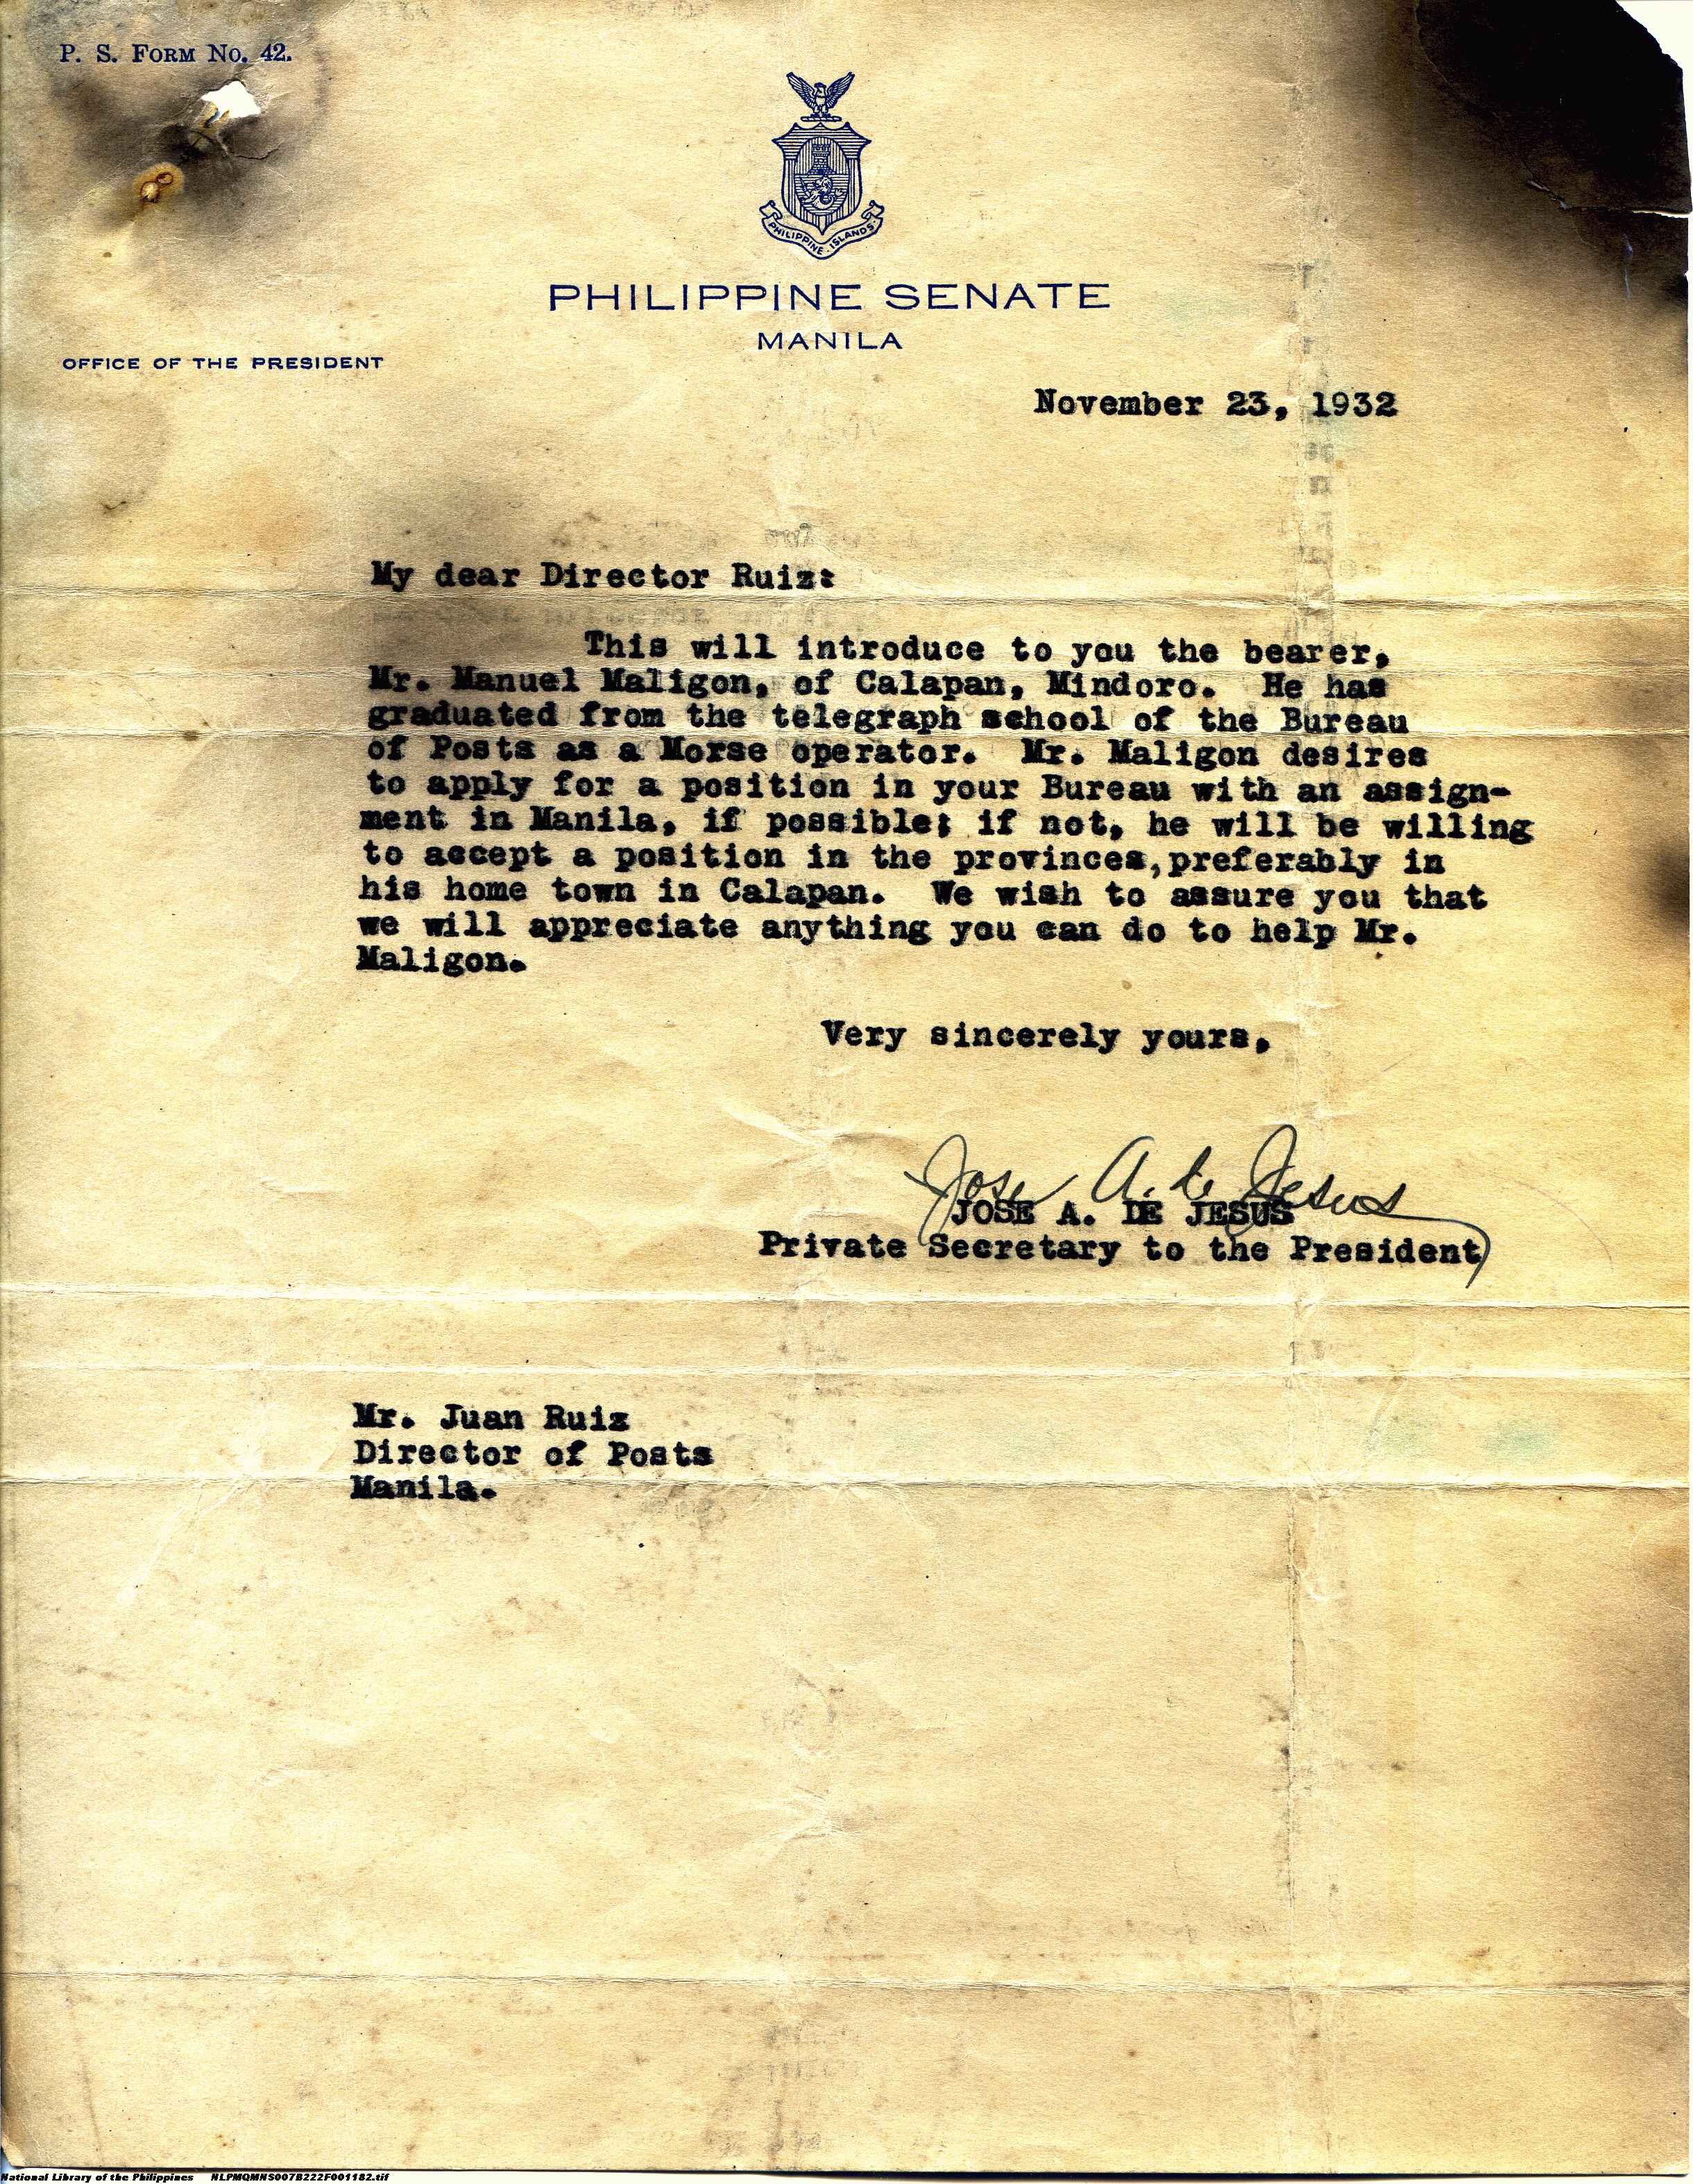 P. S. FORM NO. 42.
PHILIPPINE ISLANDS
PHILIPPINE SENATE
MANILA
OFFICE OF THE PRESIDENT
November 23, 1932
My dear Director Ruiz:
This will introduce to you the bearer,
Mr. Manuel Maligon, of Calapan, Mindoro. He has
graduated from the telegraph school of the Bureau
of Posts as a Morse operator. Mr. Maligon desires
to apply for a position in your Bureau with an assign-
ment in Manila, if possible; if not, he will be willing
to accept a position in the provinces, preferably in
his home town in Calapan. We wish to assure you that
we will appreciate anything you can do to help Mr.
Maligon.
Very sincerely yours,
Jose A. de Jesus
JOSE A. DE JESUS
Private Secretary to the President
Mr. Juan Ruiz
Director of Posts
Manila.
National Library of the Philippines NLPMQMNS007B222F001182.tif